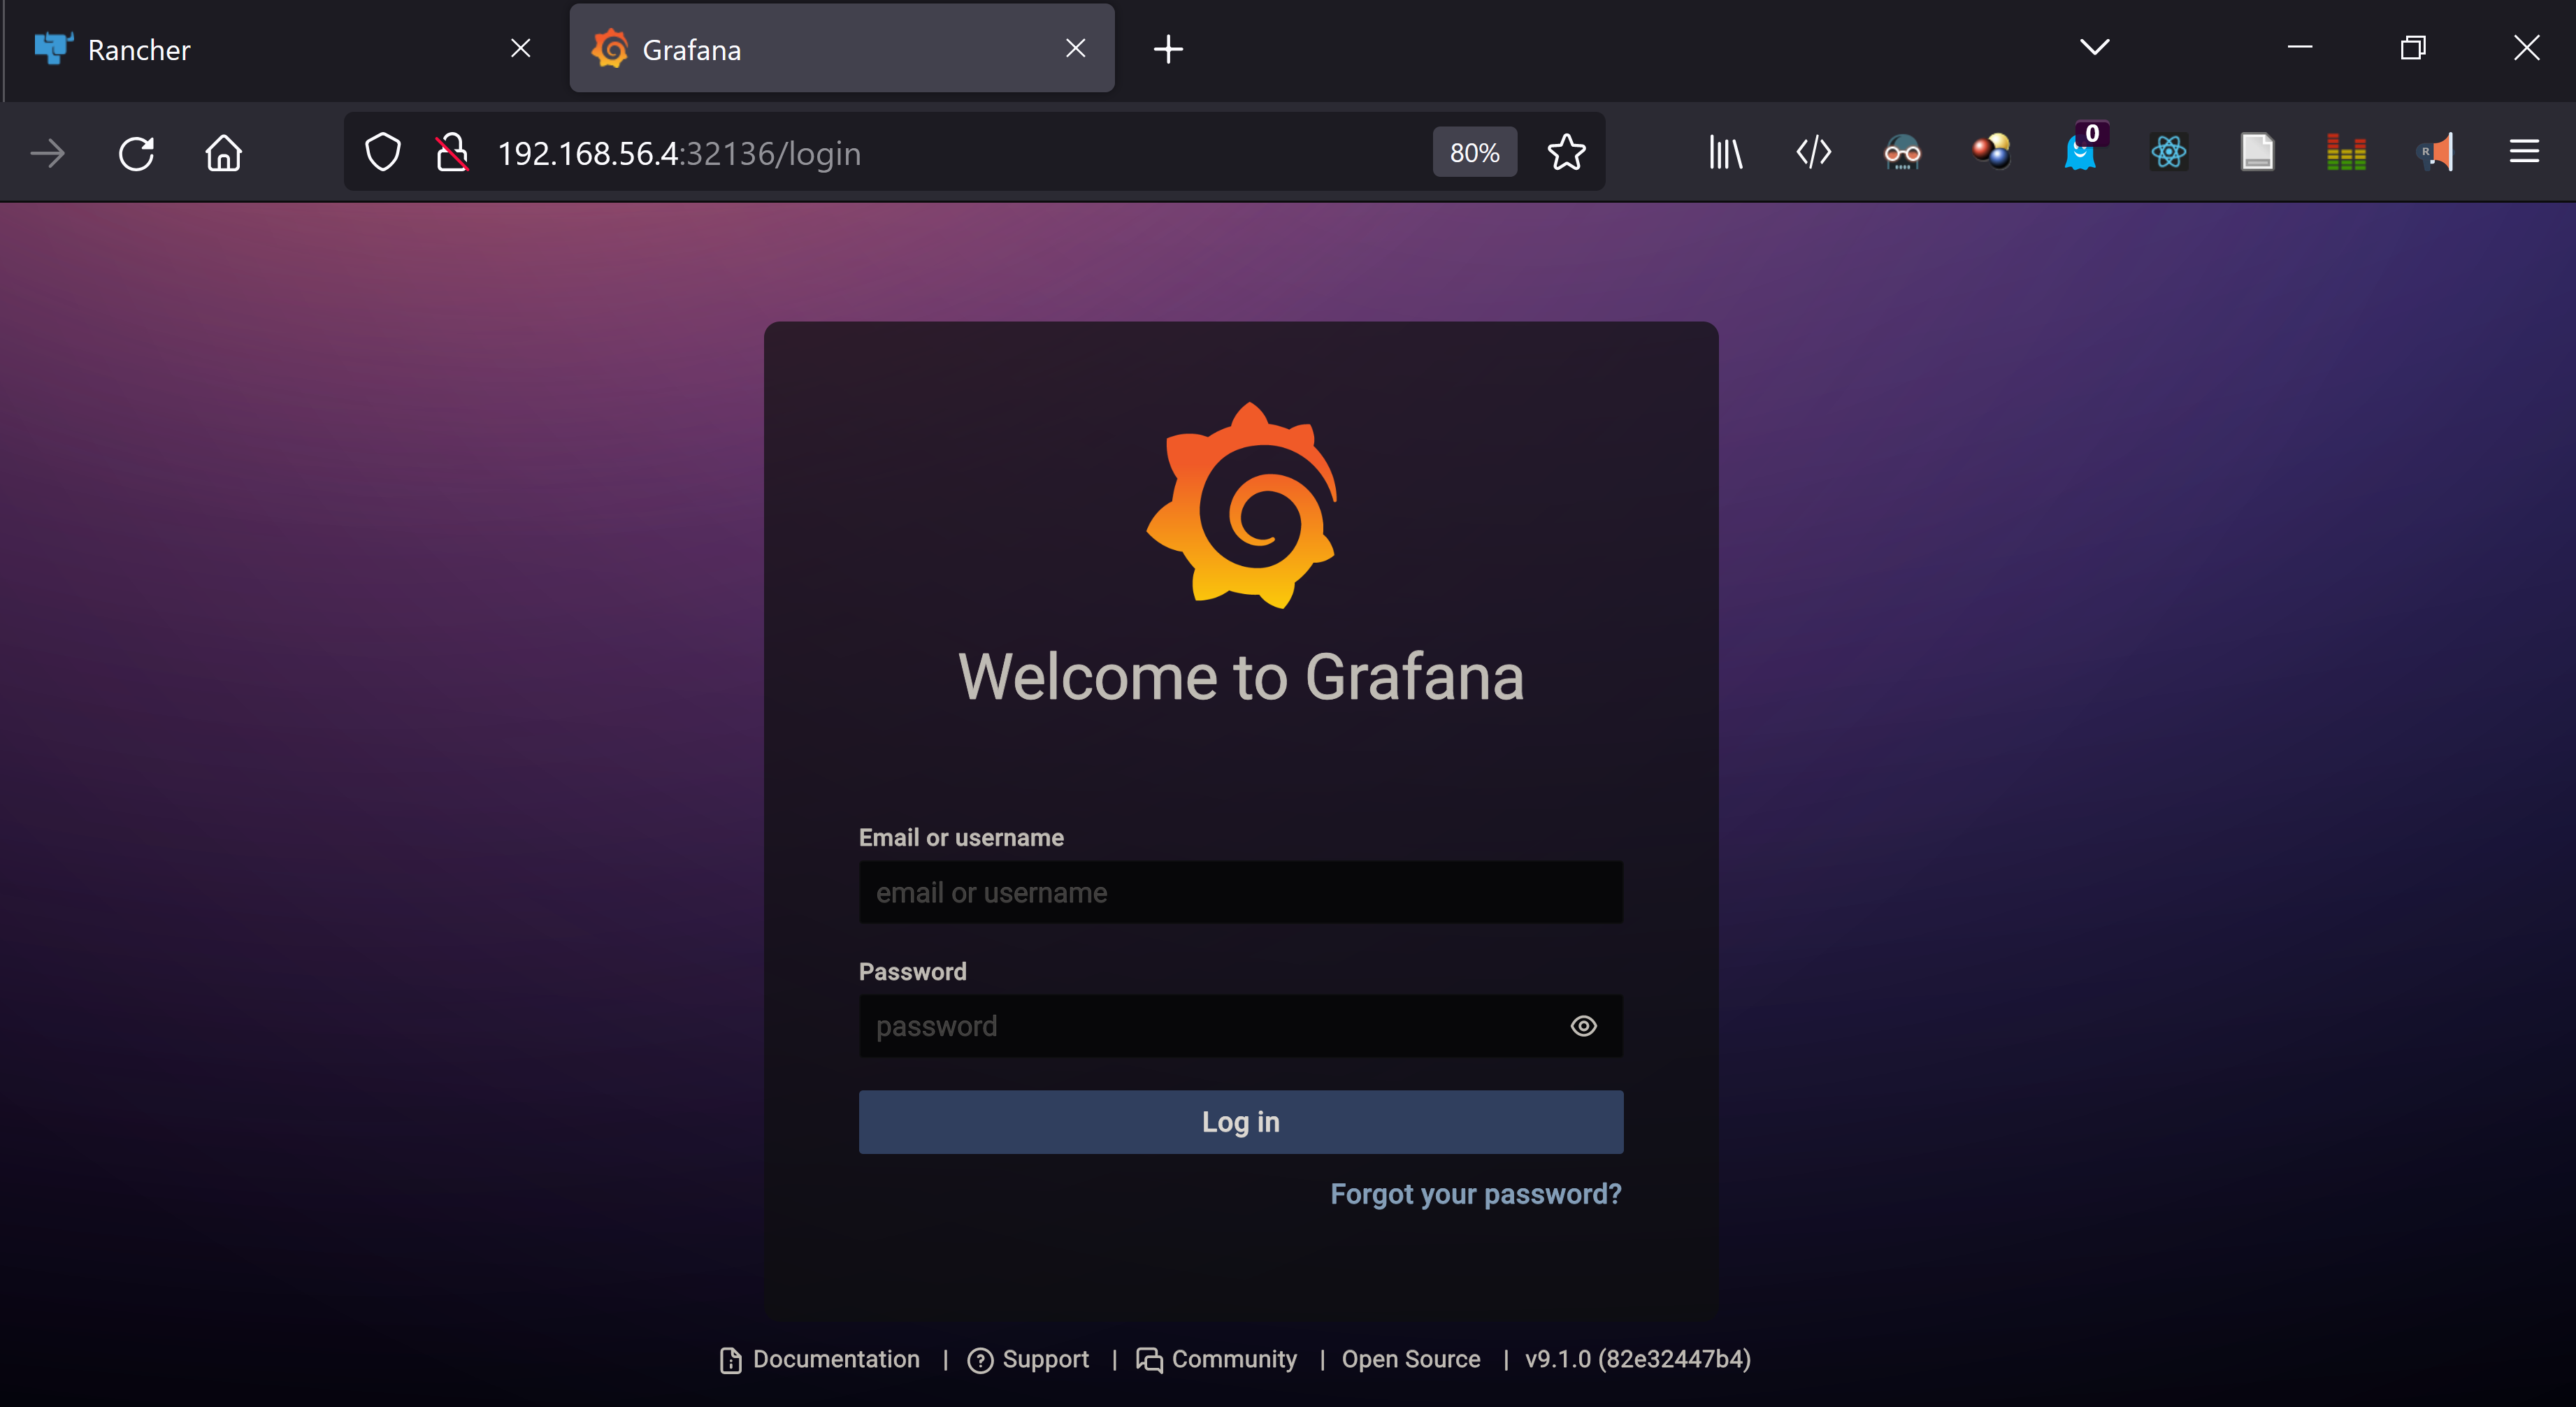 Rancher
Grafana
192.168.56.4:32136/login
80%
0
R
Welcome to Grafana
Email or username
email or username
Password
password
Log in
Forgot your password?
Documentation | Support | Community | Open Source | v9.1.0 (82e32447b4)